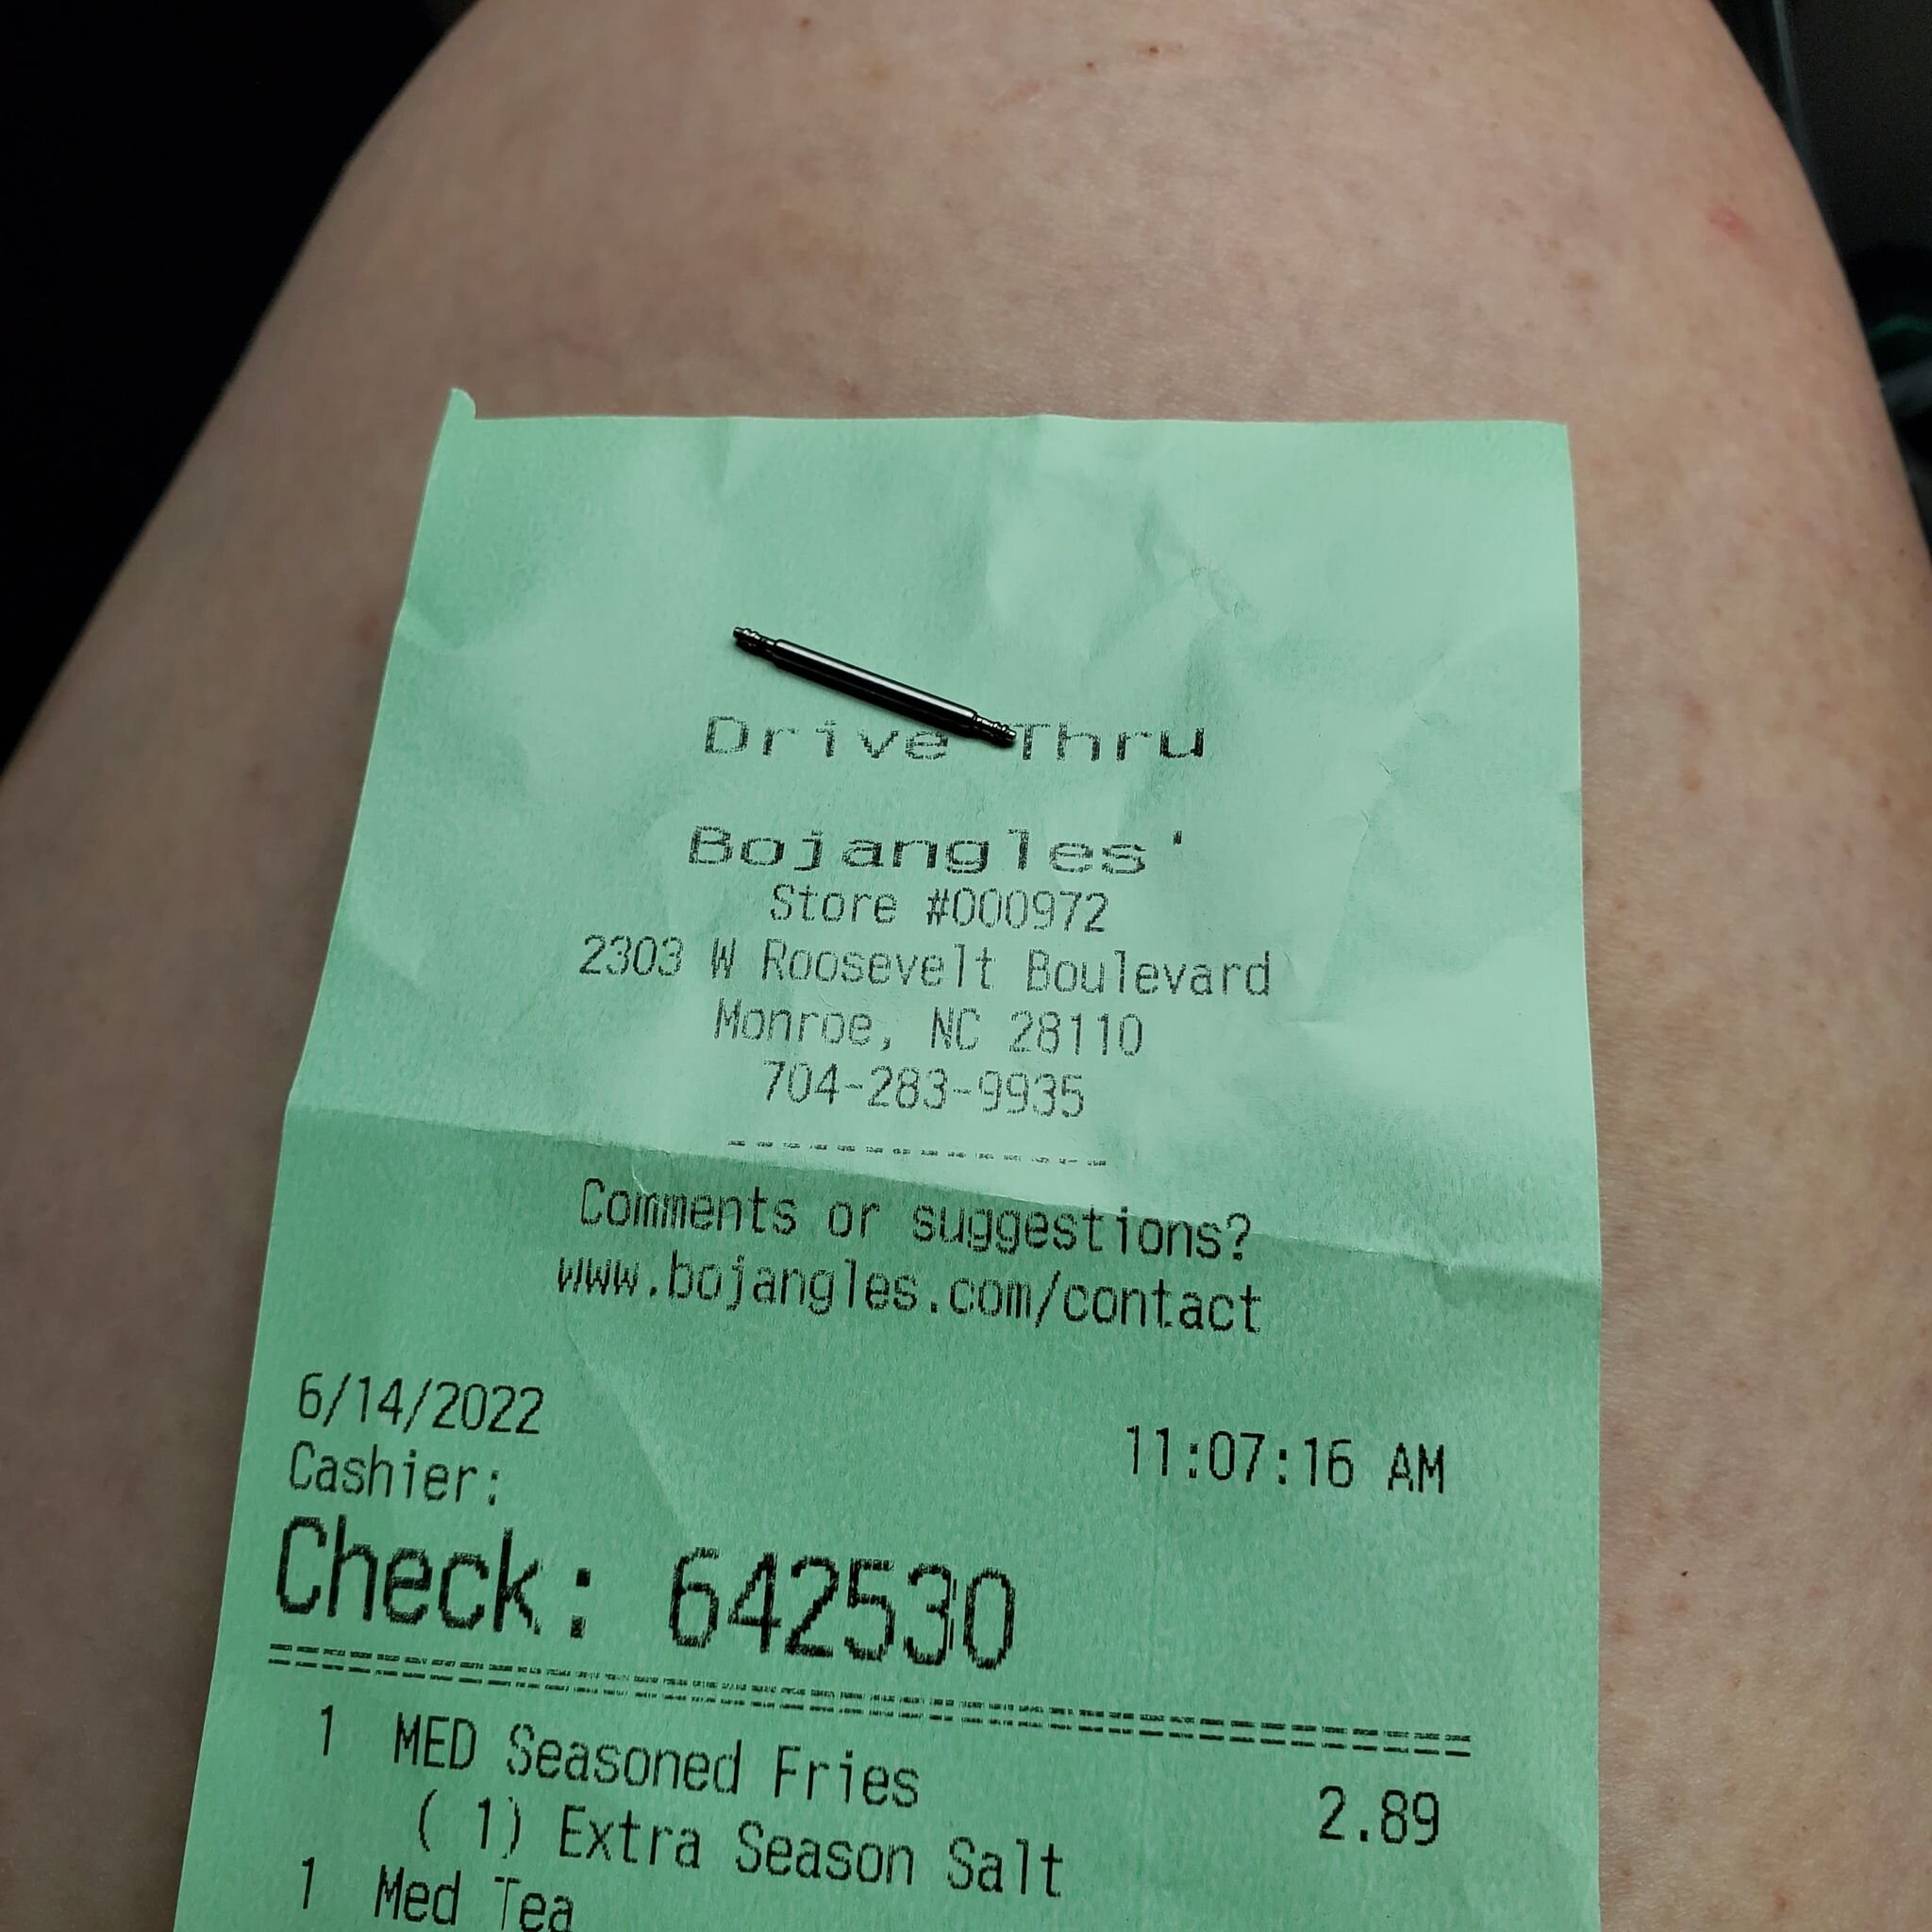 Drive Thru
Bojangles'
Store #000972
2303 W Roosevelt Boulevard
Monroe, NC 28110
704-283-9935
------------
Comments or suggestions?
www.bojangles.com/contact
6/14/2022 11:07:16 AM
Cashier:
Check: 642530
1 MED Seasoned Fries 2.89
( 1) Extra Season Salt
1 Med Tea